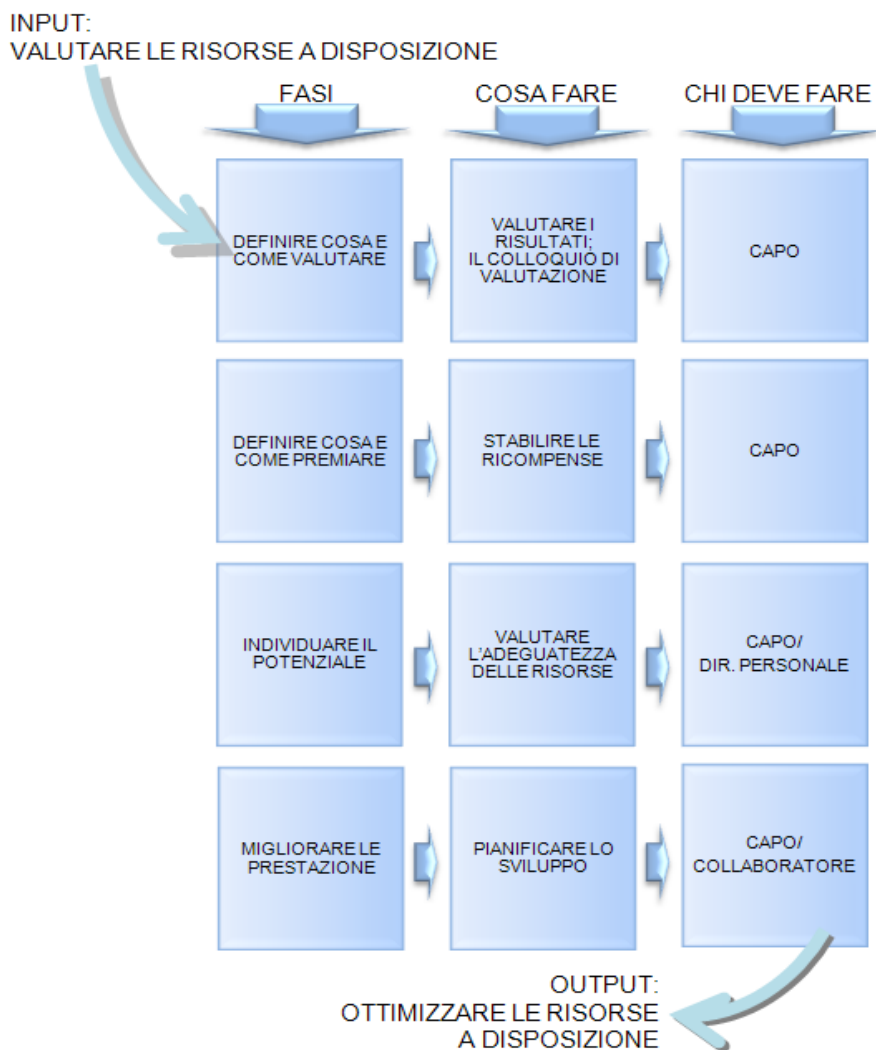 INPUT:
VALUTARE LE RISORSE A DISPOSIZIONE
FASI
COSA FARE
CHI DEVE FARE
DEFINIRE COSA E
COME VALUTARE
VALUTARE I
RISULTATI;
IL COLLOQUIO DI
VALUTAZIONE
CAPO
DEFINIRE COSA E
COME PREMIARE
STABILIRE LE
RICOMPENSE
CAPO
INDIVIDUARE IL
POTENZIALE
VALUTARE
L'ADEGUATEZZA
DELLE RISORSE
CAPO/
DIR. PERSONALE
MIGLIORARE LE
PRESTAZIONE
PIANIFICARE LO
SVILUPPO
CAPO/
COLLABORATORE
OUTPUT:
OTTIMIZZARE LE RISORSE
A DISPOSIZIONE